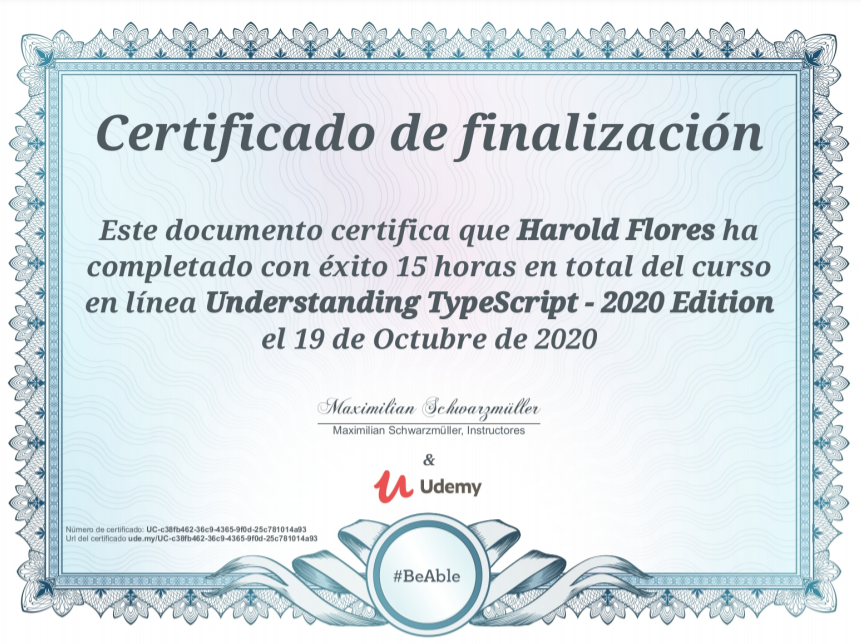 Certificado de finalización
Este documento certifica que Harold Flores ha
completado con éxito 15 horas en total del curso
en línea Understanding TypeScript - 2020 Edition
el 19 de Octubre de 2020
Maximilian Schwarzmüller
Maximilian Schwarzmüller, Instructores
&
Udemy
Número de certificado: UC-c38fb462-36c9-4365-9f0d-25c781014a93
Url del certificado ude.my/UC-c38fb462-36c9-4365-9f0d-25c781014a93
#BeAble